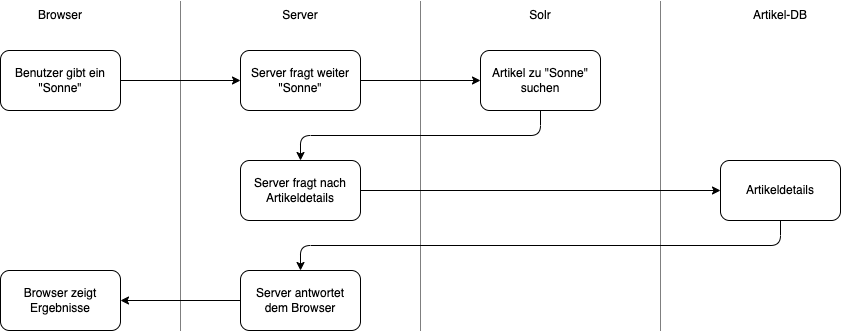 Browser
Server
Solr
Artikel-DB
Benutzer gibt ein
"Sonne"
Server fragt weiter
"Sonne"
Artikel zu "Sonne"
suchen
Server fragt nach
Artikeldetails
Artikeldetails
Browser zeigt
Ergebnisse
Server antwortet
dem Browser